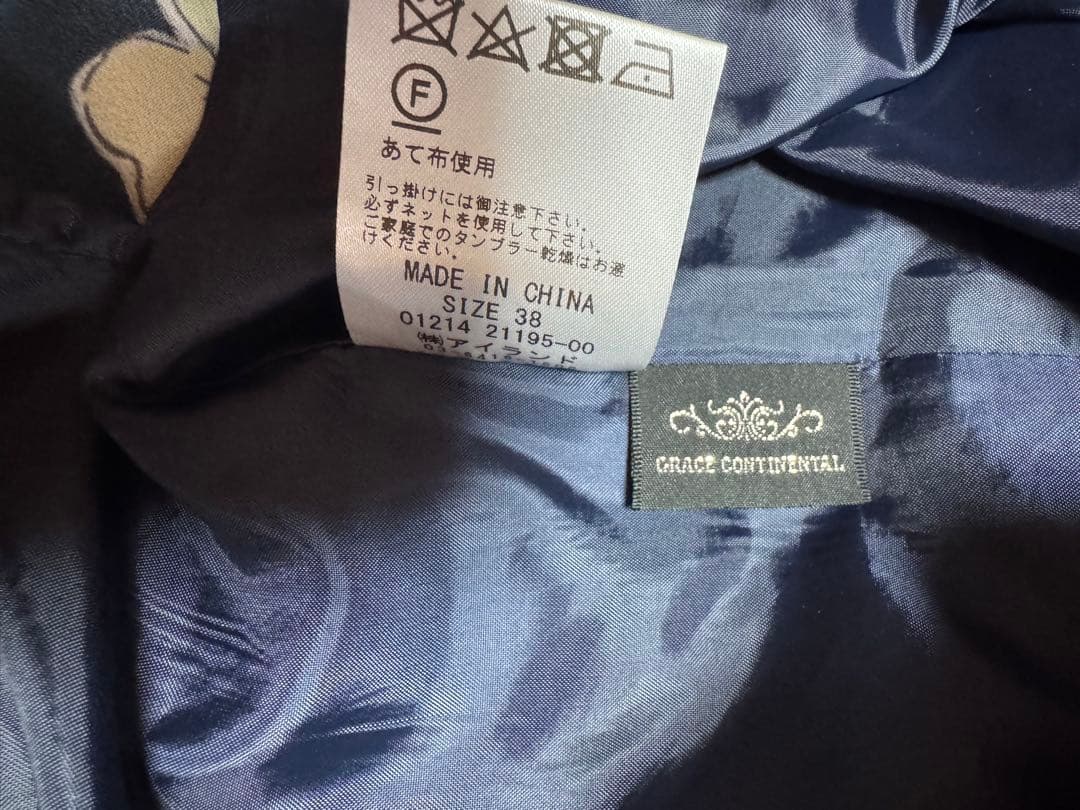 F
あて布使用
引っ掛けには御注意下さい。
必ずネットを使用して下さい。
ご家庭でのタンブラー乾燥はお避
けください。
MADE IN CHINA
SIZE 38
01214 21195-00
㈱アイランド
GRACE CONTINENTAL